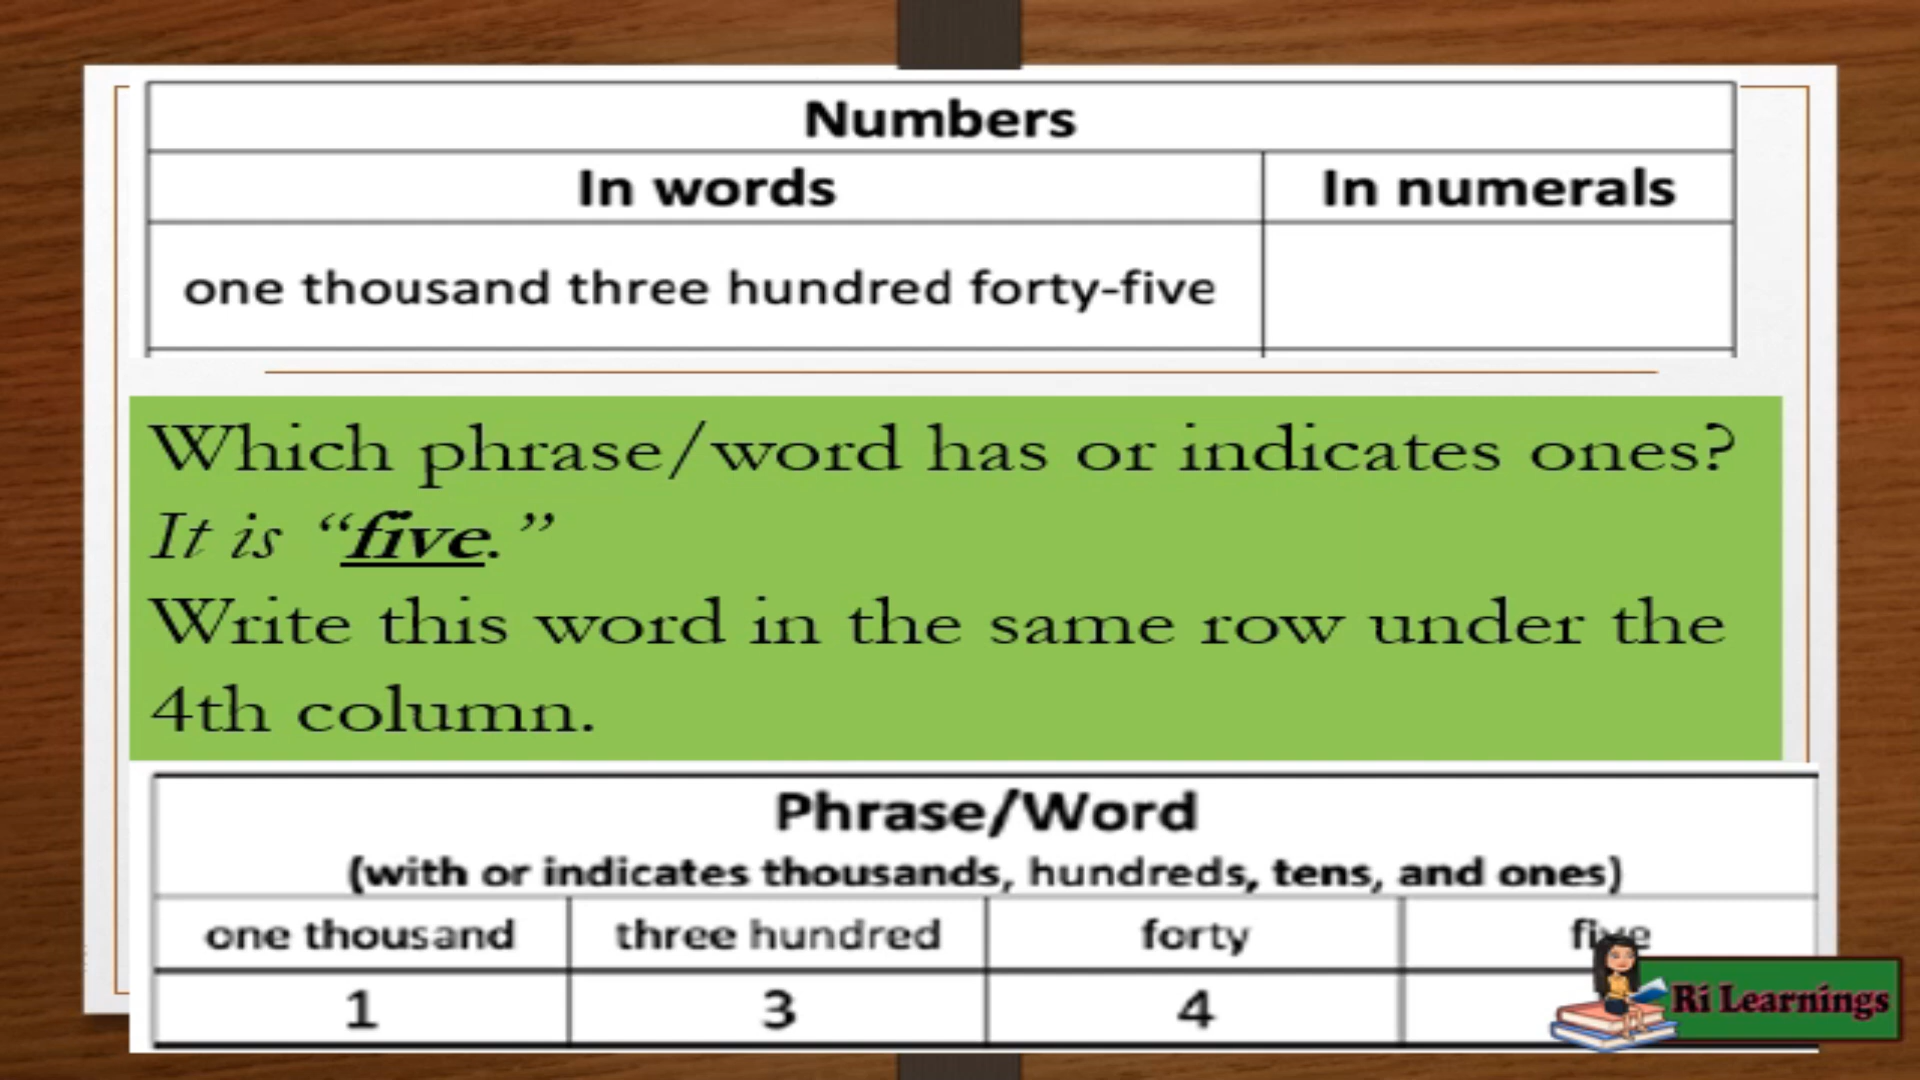 Numbers
In words
In numerals
one thousand three hundred forty-five
Which phrase/word has or indicates ones?
It is “five.”
Write this word in the same row under the
4th column.
Phrase/Word
(with or indicates thousands, hundreds, tens, and ones)
one thousand
three hundred
forty
five
1
3
4
Ri Learnings